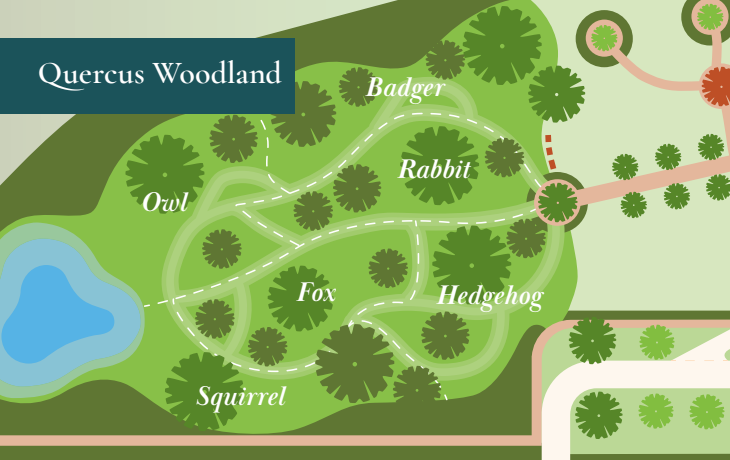 Quercus Woodland
Badger
Rabbit
Owl
Fox
Hedgehog
Squirrel